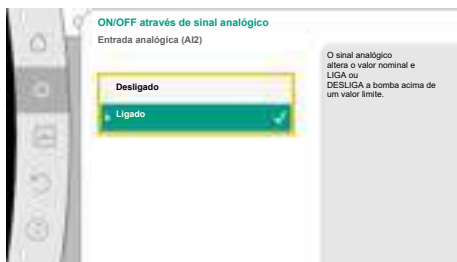 ON/OFF através de sinal analógico
Entrada analógica (AI2)
Desligado
Ligado
O sinal analógico
altera o valor nominal e
LIGA ou
DESLIGA a bomba acima de
um valor limite.